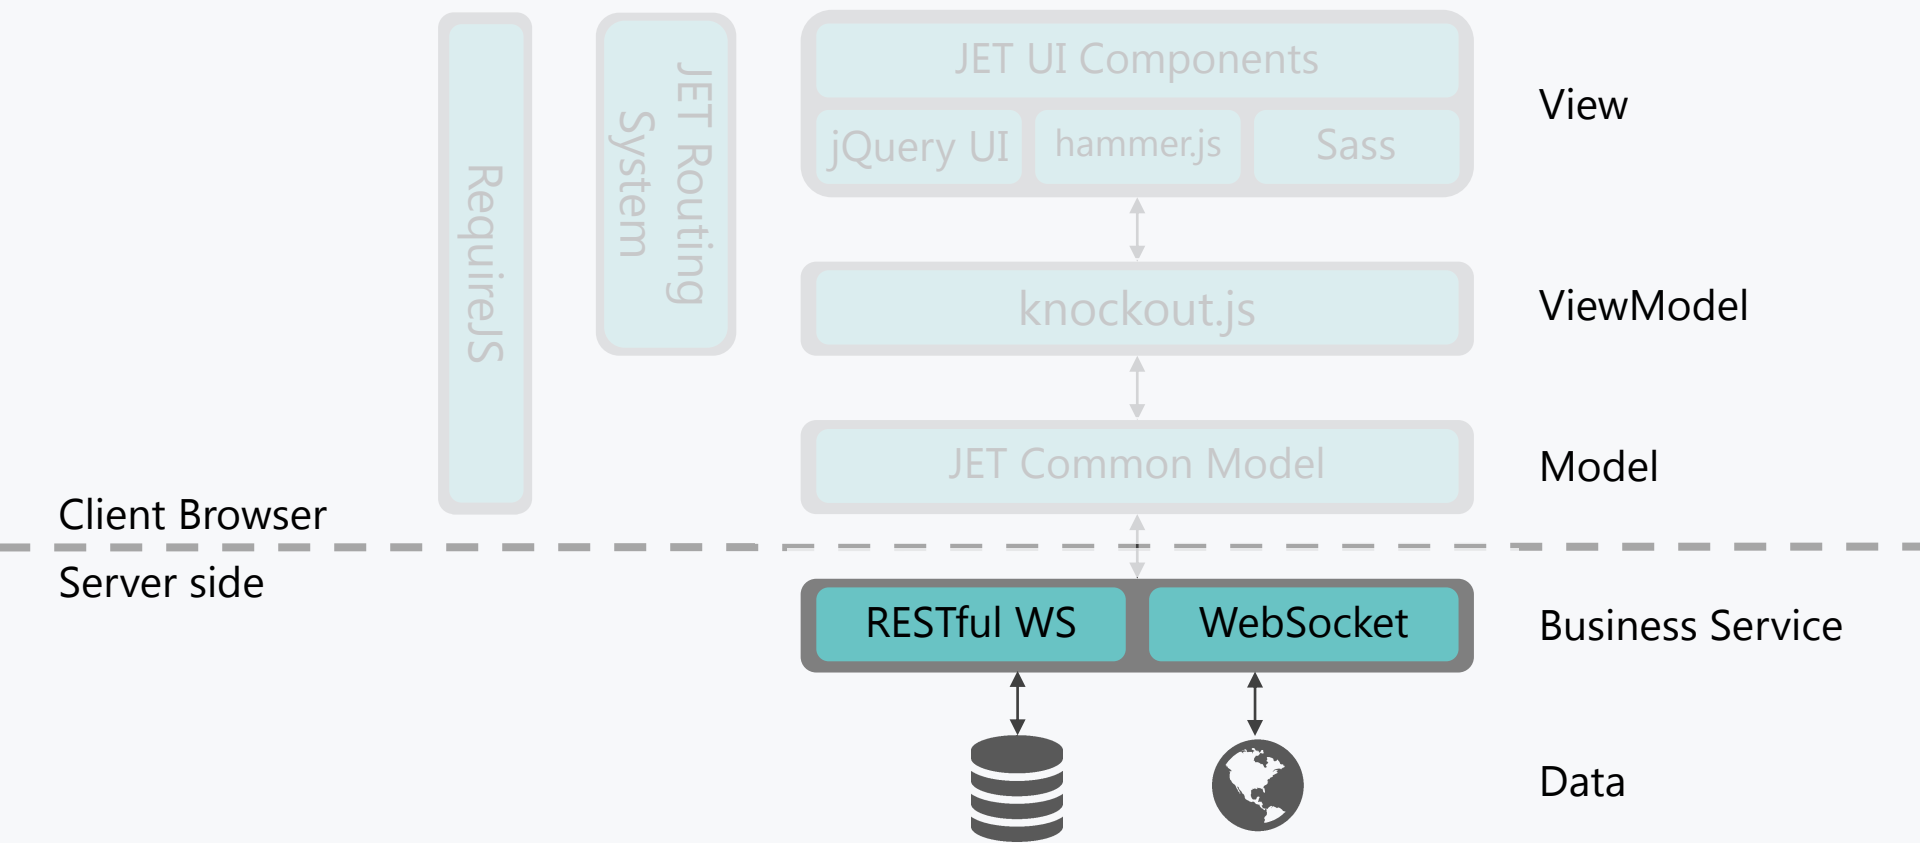 RequireJS
JET Routing
System
JET UI Components
jQuery UI
hammer.js
Sass
View
knockout.js
ViewModel
JET Common Model
Model
Client Browser
Server side
RESTful WS
WebSocket
Business Service
Data